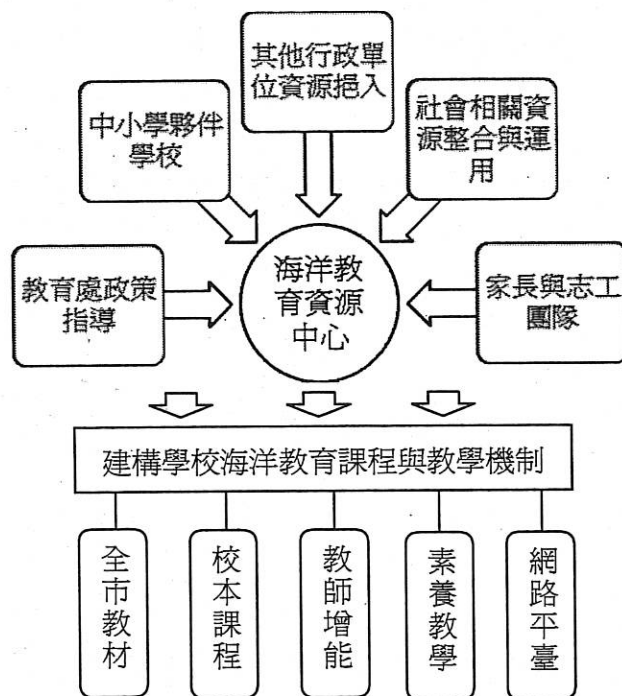 其他行政單
位資源挹入
中小學夥伴
學校
社會相關資
源整合與運
用
教育處政策
指導
海洋教
育資源
中心
家長與志工
團隊
建構學校海洋教育課程與教學機制
全市教材
校本課程
教師增能
素養教學
網路平臺